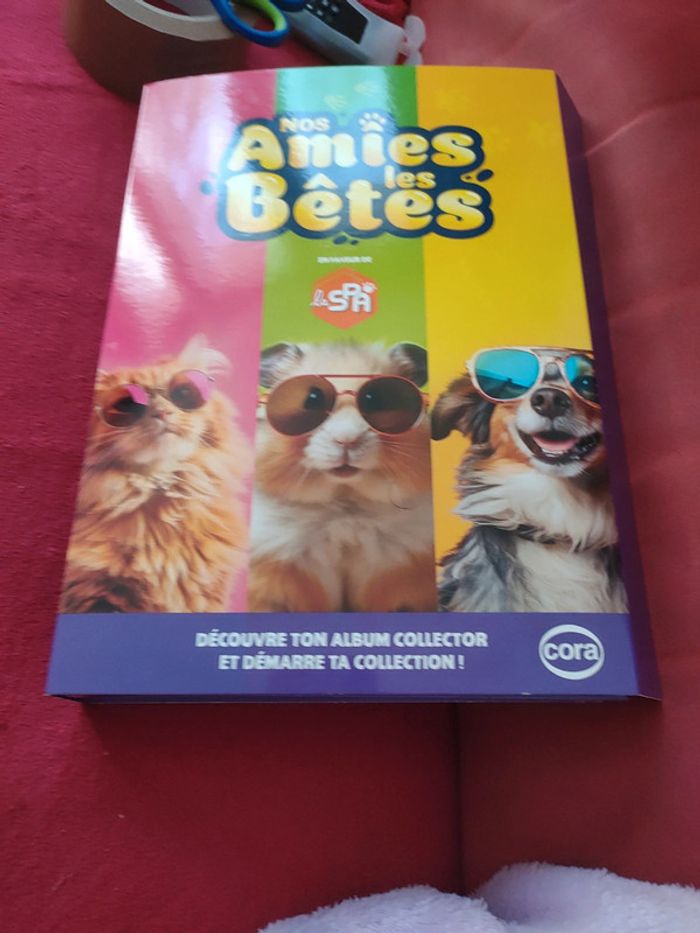 NOS
Amies
les
Bêtes
EN FAVEUR DE
la SPA
DÉCOUVRE TON ALBUM COLLECTOR
ET DÉMARRE TA COLLECTION !
cora